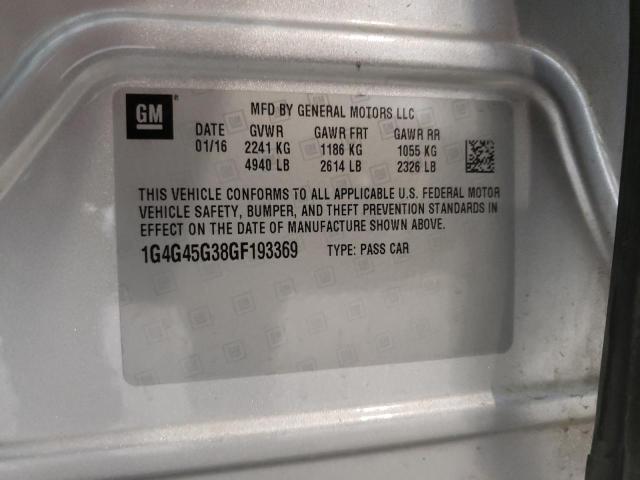 GM
MFD BY GENERAL MOTORS LLC
DATE GVWR GAWR FRT GAWR RR
01/16 2241 KG 1186 KG 1055 KG
4940 LB 2614 LB 2326 LB
THIS VEHICLE CONFORMS TO ALL APPLICABLE U.S. FEDERAL MOTOR
VEHICLE SAFETY, BUMPER, AND THEFT PREVENTION STANDARDS IN
EFFECT ON THE DATE OF MANUFACTURE SHOWN ABOVE.
1G4G45G38GF193369 TYPE: PASS CAR